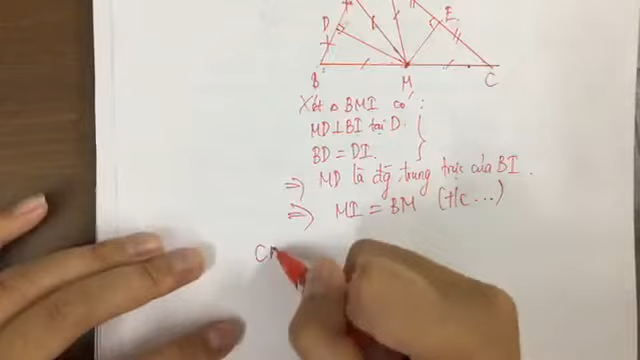 D
E
B
M
C
Xét △ BMI có :
MD⊥BI tại D.
BD = DI.
=> MD là đg, trung trực của BI.
=> MI = BM (t/c ...)